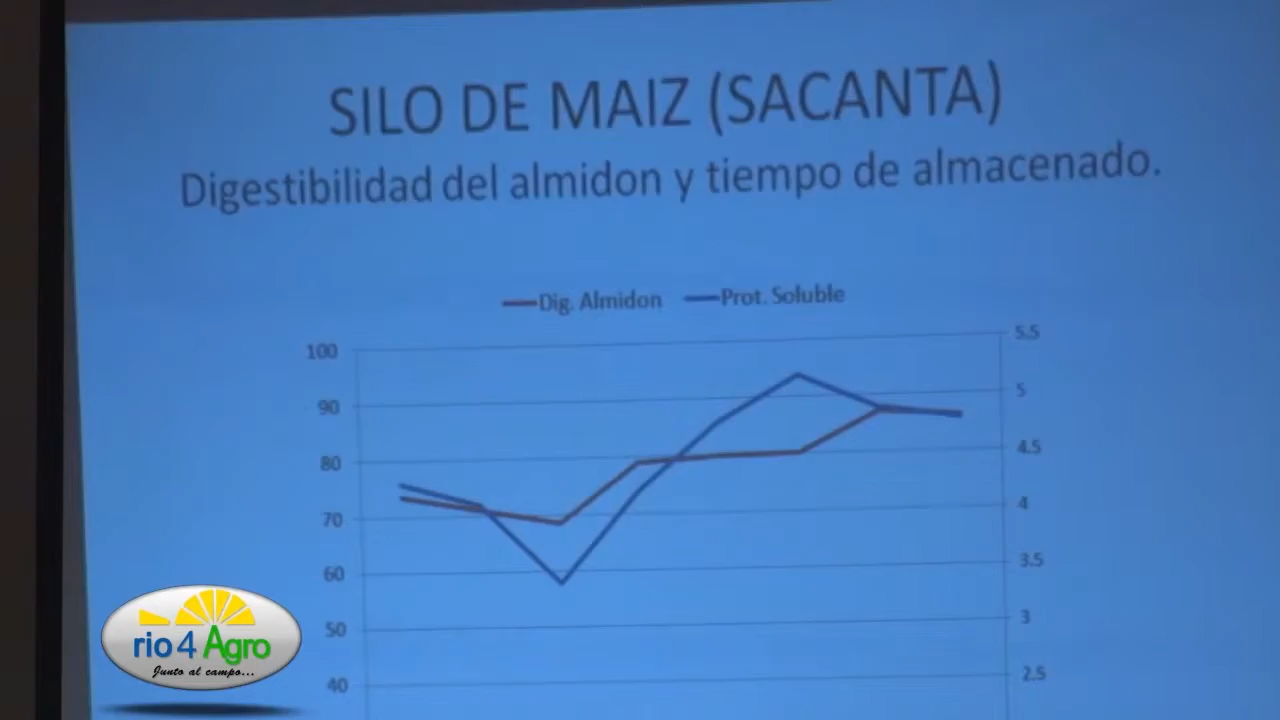 SILO DE MAIZ (SACANTA)
Digestibilidad del almidon y tiempo de almacenado.
Dig. Almidon Prot. Soluble
100
90
80
70
60
50
40
5.5
5
4.5
4
3.5
3
2.5
rio 4 Agro
Junto al campo...